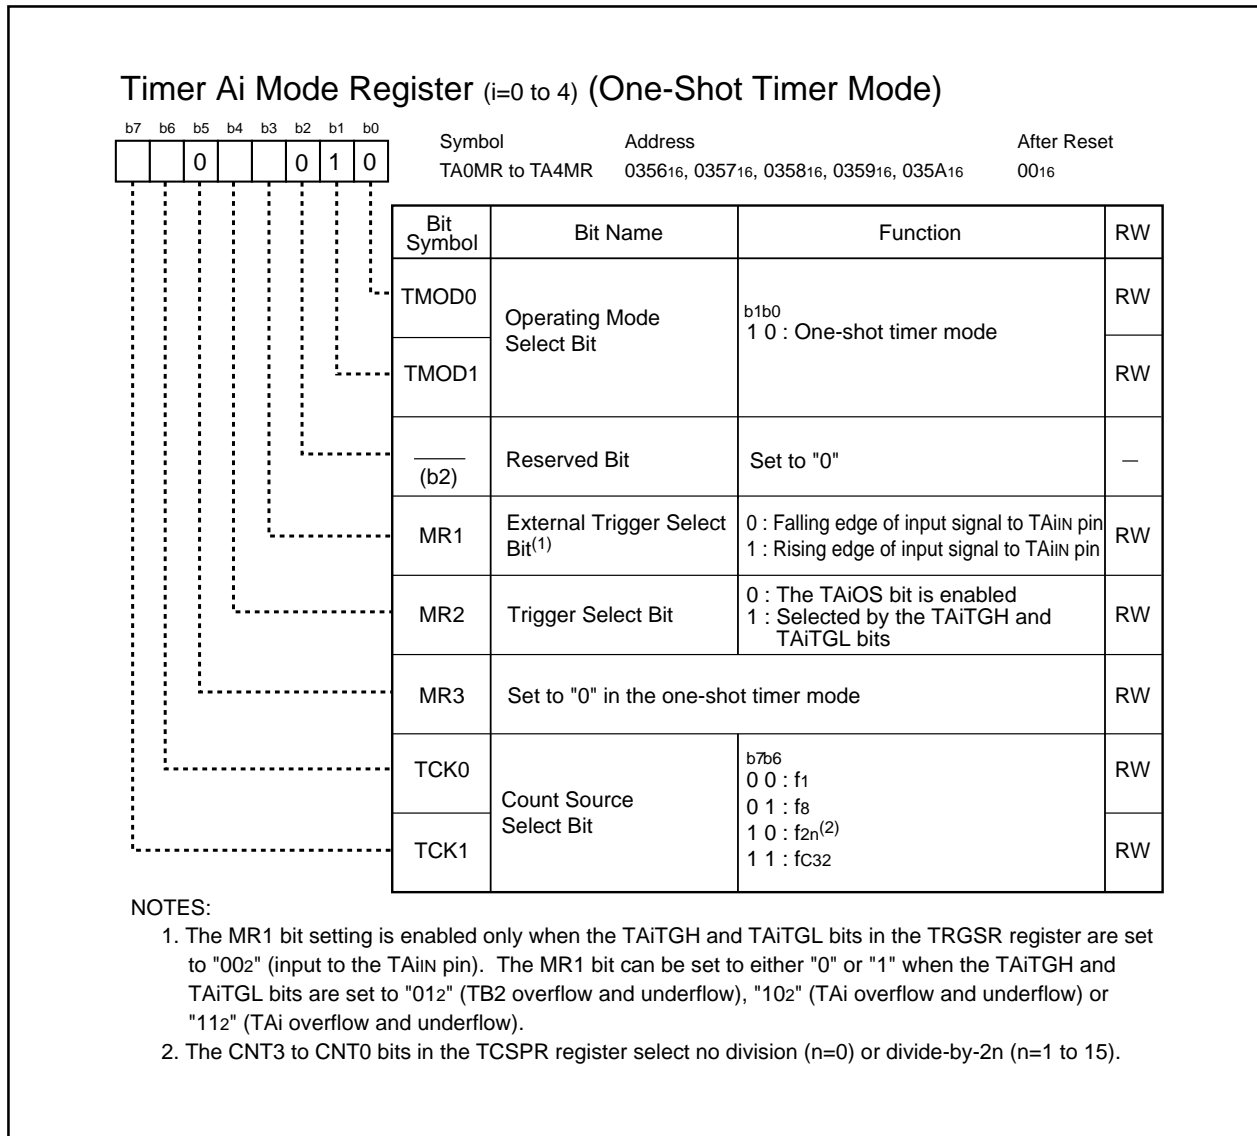 Timer Ai Mode Register (i=0 to 4) (One-Shot Timer Mode)
b7 b6 b5 b4 b3 b2 b1 b0
0 0 1 0
Symbol Address After Reset
TA0MR to TA4MR 035616, 035716, 035816, 035916, 035A16 0016
Bit Symbol Bit Name Function RW
TMOD0 RW
Operating Mode
Select Bit
b1b0
1 0 : One-shot timer mode
TMOD1 RW
(b2) Reserved Bit Set to "0" —
MR1 External Trigger Select
Bit(1)
0 : Falling edge of input signal to TAiIN pin
1 : Rising edge of input signal to TAiIN pin
RW
MR2 Trigger Select Bit
0 : The TAiOS bit is enabled
1 : Selected by the TAiTGH and
TAiTGL bits
RW
MR3 Set to "0" in the one-shot timer mode RW
TCK0 RW
Count Source
Select Bit
b7b6
0 0 : f1
0 1 : f8
1 0 : f2n(2)
1 1 : fC32
TCK1 RW
NOTES:
1. The MR1 bit setting is enabled only when the TAiTGH and TAiTGL bits in the TRGSR register are set
to "002" (input to the TAiIN pin). The MR1 bit can be set to either "0" or "1" when the TAiTGH and
TAiTGL bits are set to "012" (TB2 overflow and underflow), "102" (TAi overflow and underflow) or
"112" (TAi overflow and underflow).
2. The CNT3 to CNT0 bits in the TCSPR register select no division (n=0) or divide-by-2n (n=1 to 15).